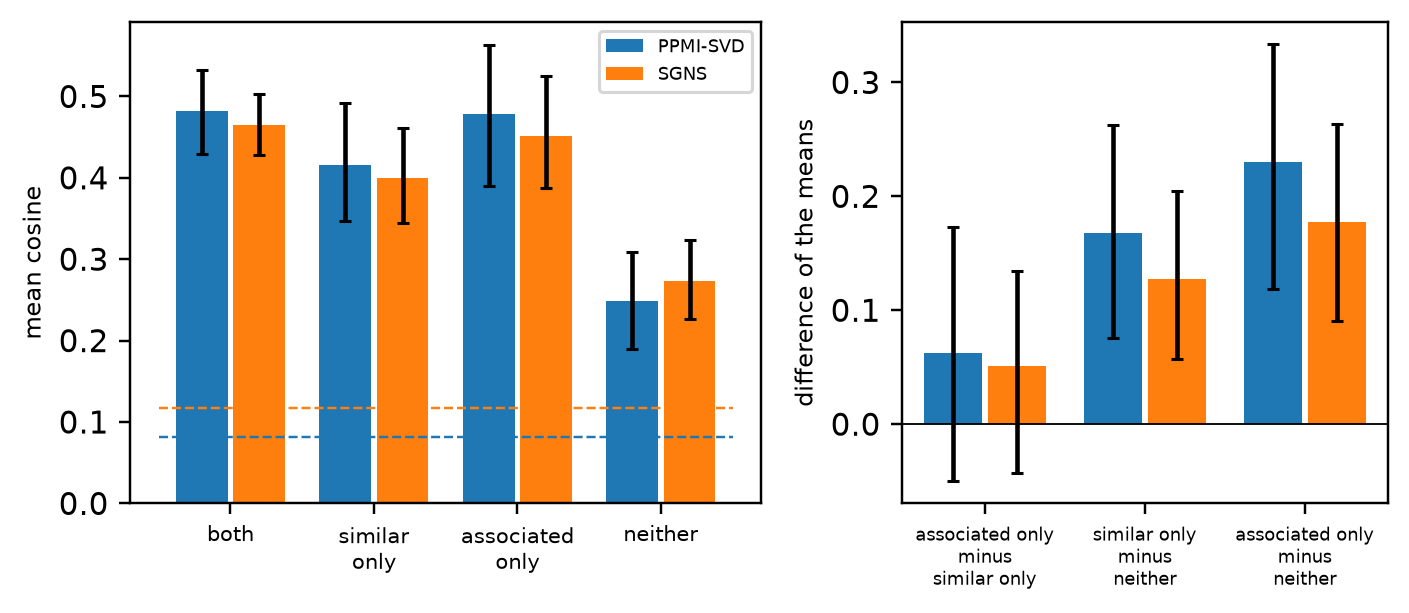 mean cosine
0.5
0.4
0.3
0.2
0.1
0.0
PPMI-SVD
SGNS
both
similar
only
associated
only
neither
difference of the means
0.3
0.2
0.1
0.0
associated only
minus
similar only
similar only
minus
neither
associated only
minus
neither